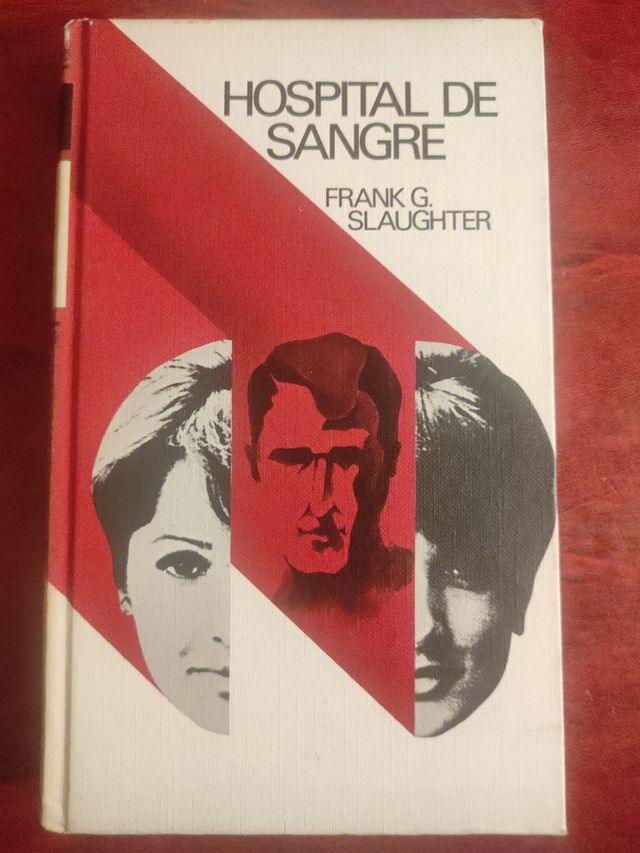 HOSPITAL DE
SANGRE
FRANK G.
SLAUGHTER